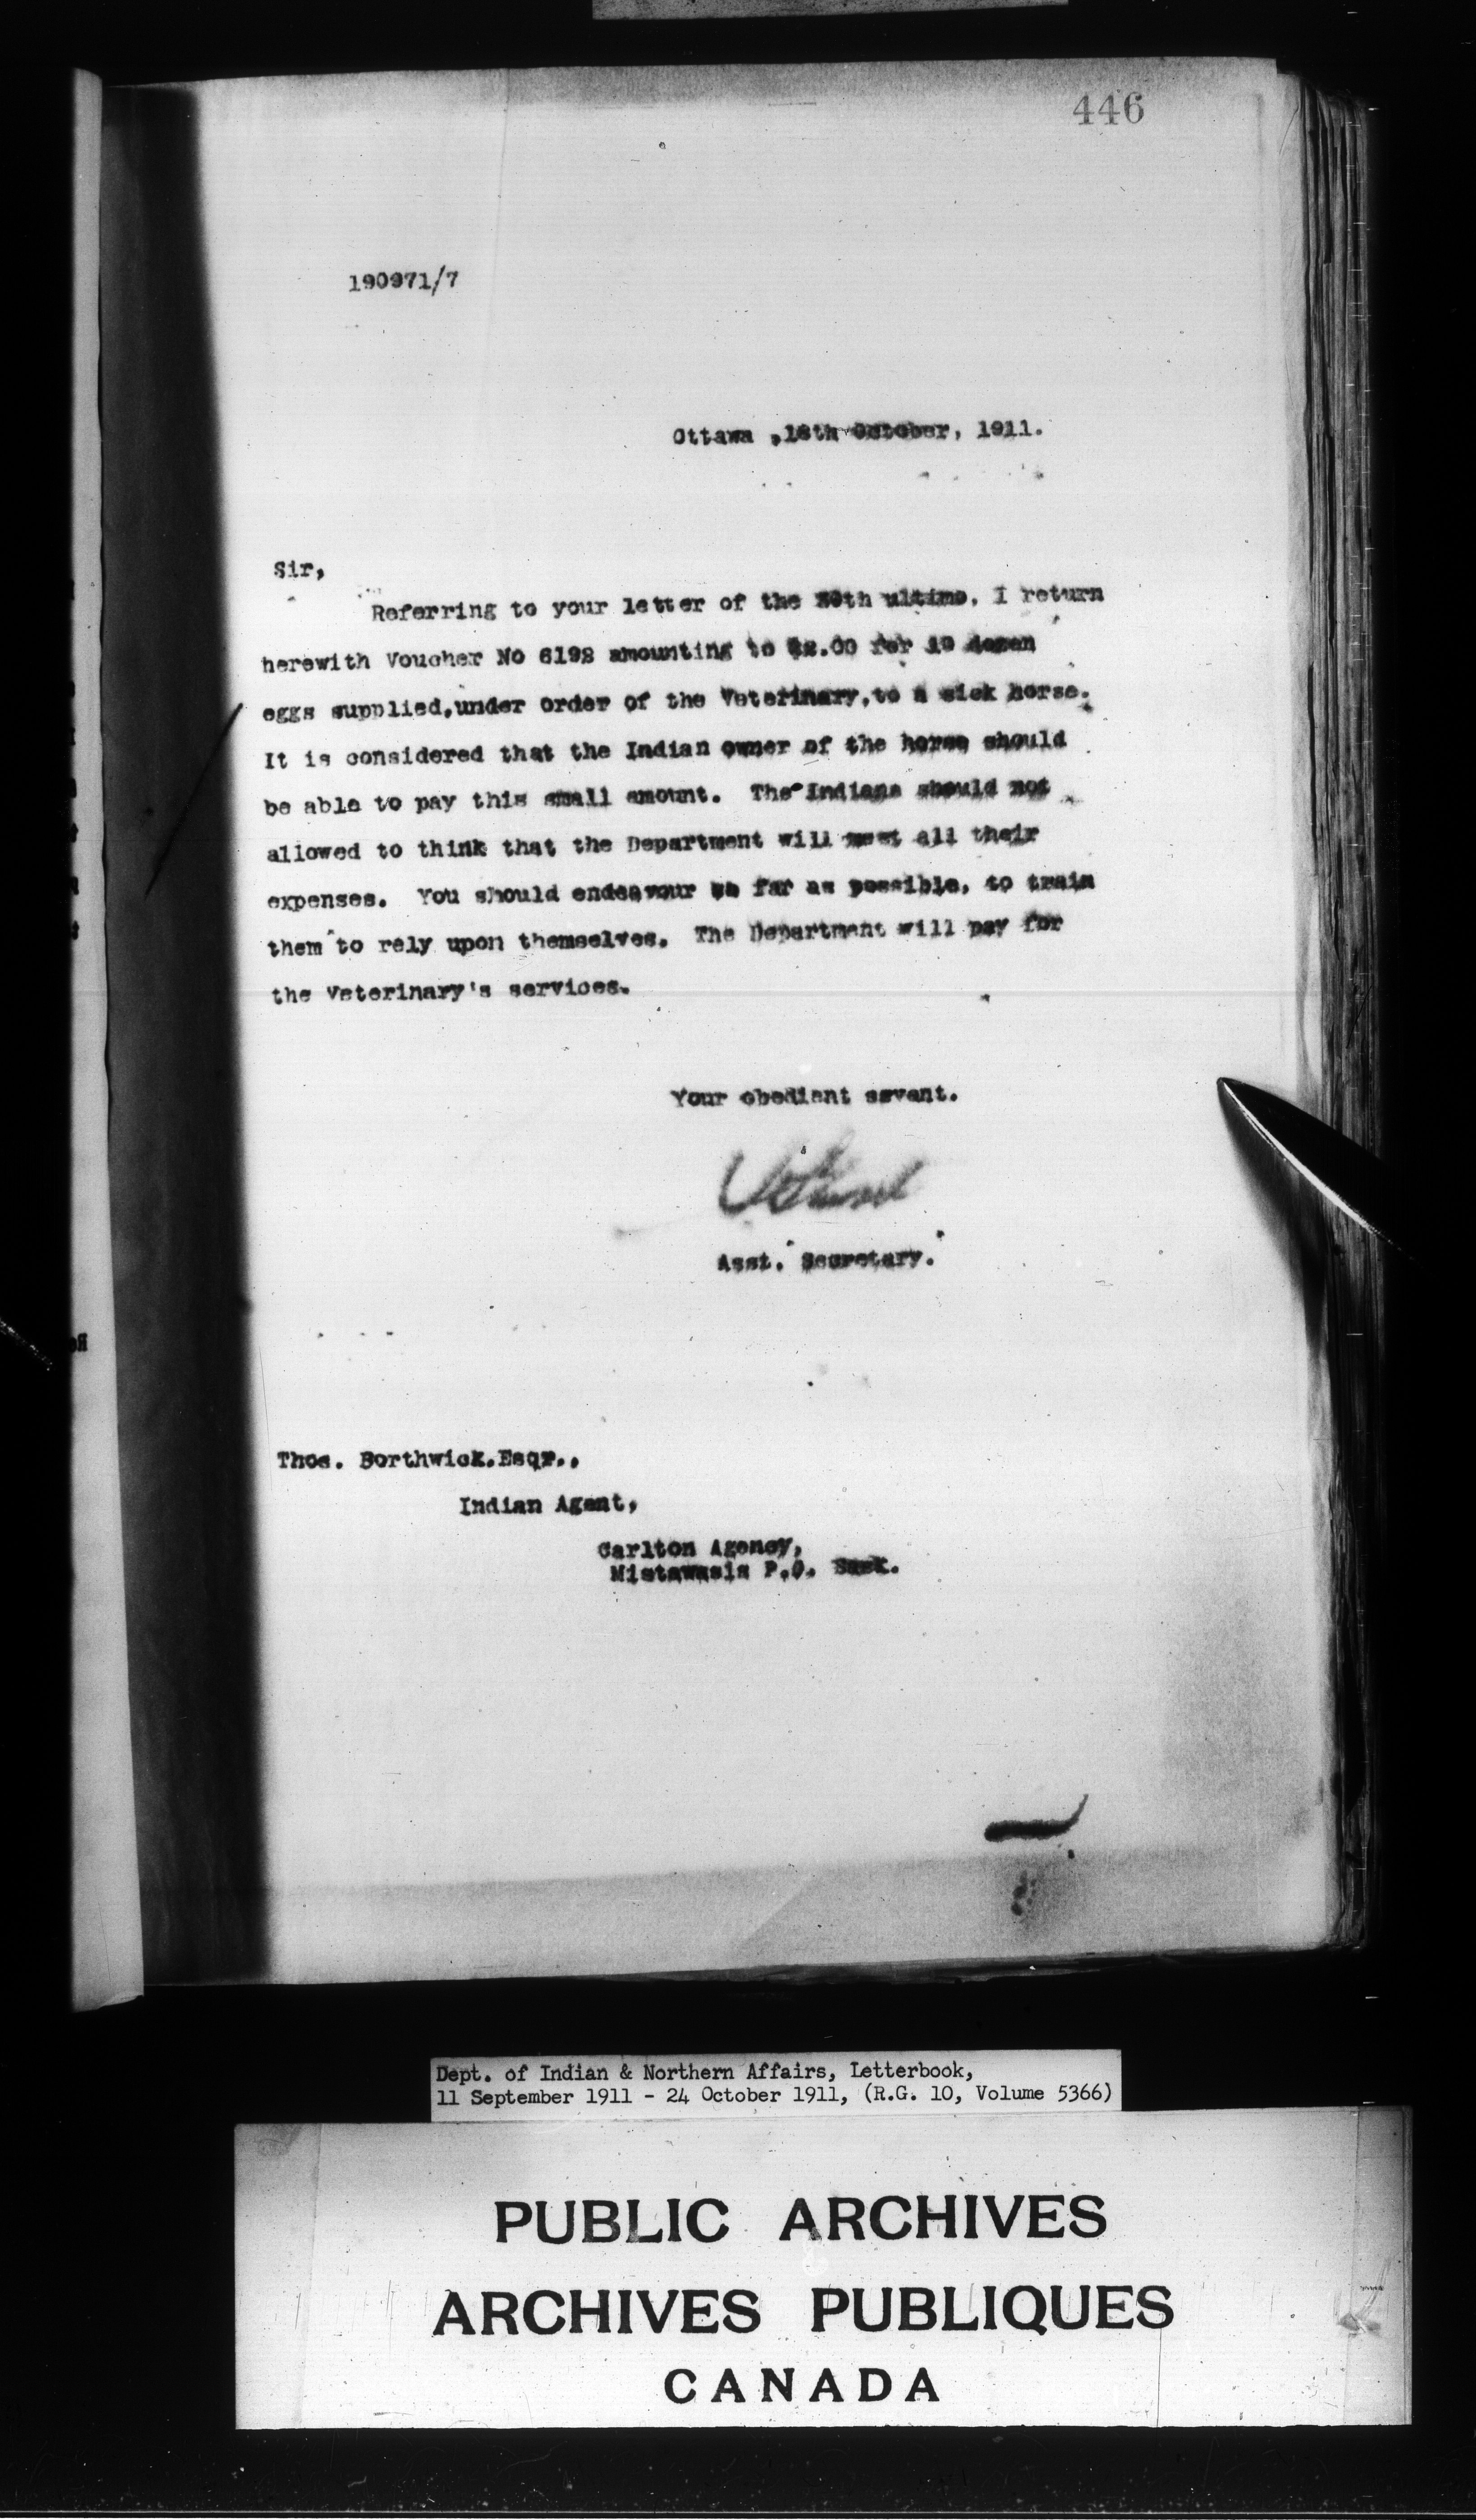 446
190971/7
Ottawa , October, 1911.
Sir,
Referring to your letter of the ultimo, I return
herewith Voucher No 6192 amounting to $2.00 for 10 dozen
eggs supplied,under order of the Veterinary,to a sick horse.
It is considered that the Indian owner of the horse should
be able to pay this small amount. The Indians should not
allowed to think that the Department will meet all their
expenses. You should endeavour so far as possible, to train
them to rely upon themselves. The Department will pay for
the Veterinary's services.
Your obediant sevant.
Asst. Secretary.
Thos. Borthwick.Esqr.,
Indian Agent,
Carlton Agency,
Mistawasis P.O. Sask.
Dept. of Indian & Northern Affairs, Letterbook,
11 September 1911 - 24 October 1911, (R.G. 10, Volume 5366)
PUBLIC ARCHIVES
ARCHIVES PUBLIQUES
CANADA